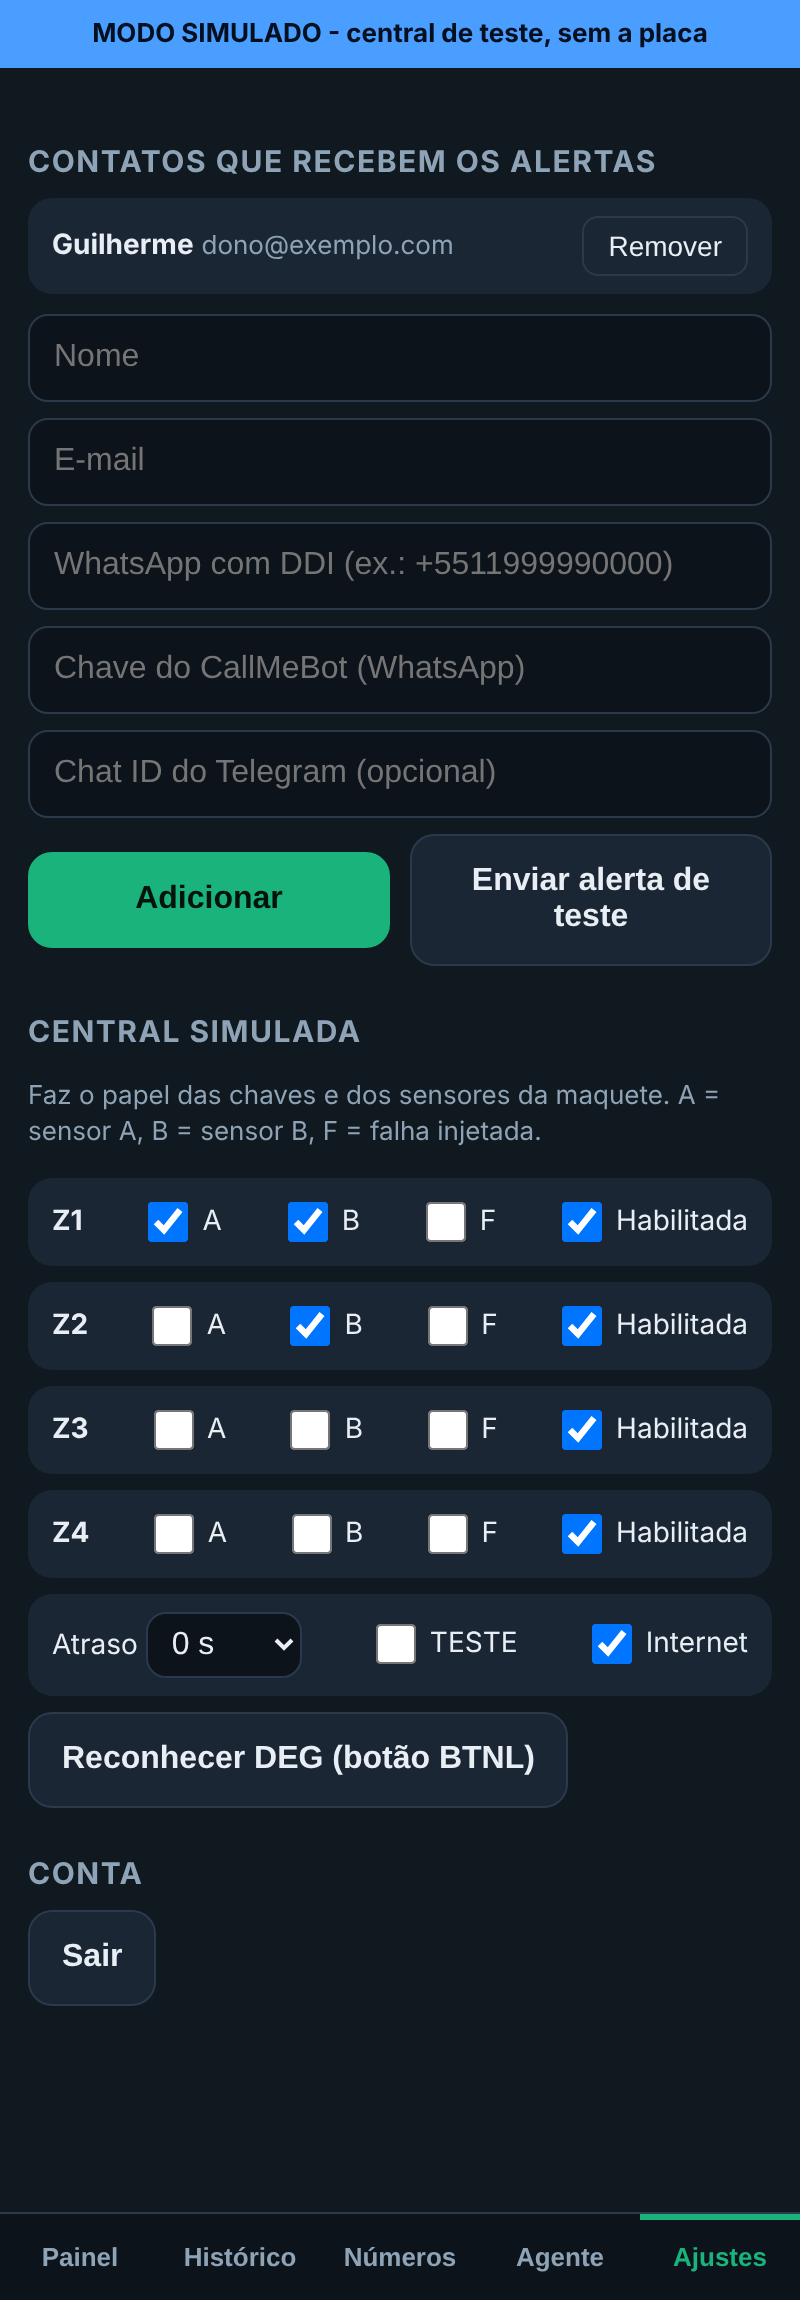 MODO SIMULADO - central de teste, sem a placa
CONTATOS QUE RECEBEM OS ALERTAS
Guilherme dono@exemplo.com Remover
Nome
E-mail
WhatsApp com DDI (ex.: +5511999990000)
Chave do CallMeBot (WhatsApp)
Chat ID do Telegram (opcional)
Adicionar
Enviar alerta de
teste
CENTRAL SIMULADA
Faz o papel das chaves e dos sensores da maquete. A =
sensor A, B = sensor B, F = falha injetada.
Z1 A B F Habilitada
Z2 A B F Habilitada
Z3 A B F Habilitada
Z4 A B F Habilitada
Atraso 0 s TESTE Internet
Reconhecer DEG (botão BTNL)
CONTA
Sair
Painel Histórico Números Agente Ajustes